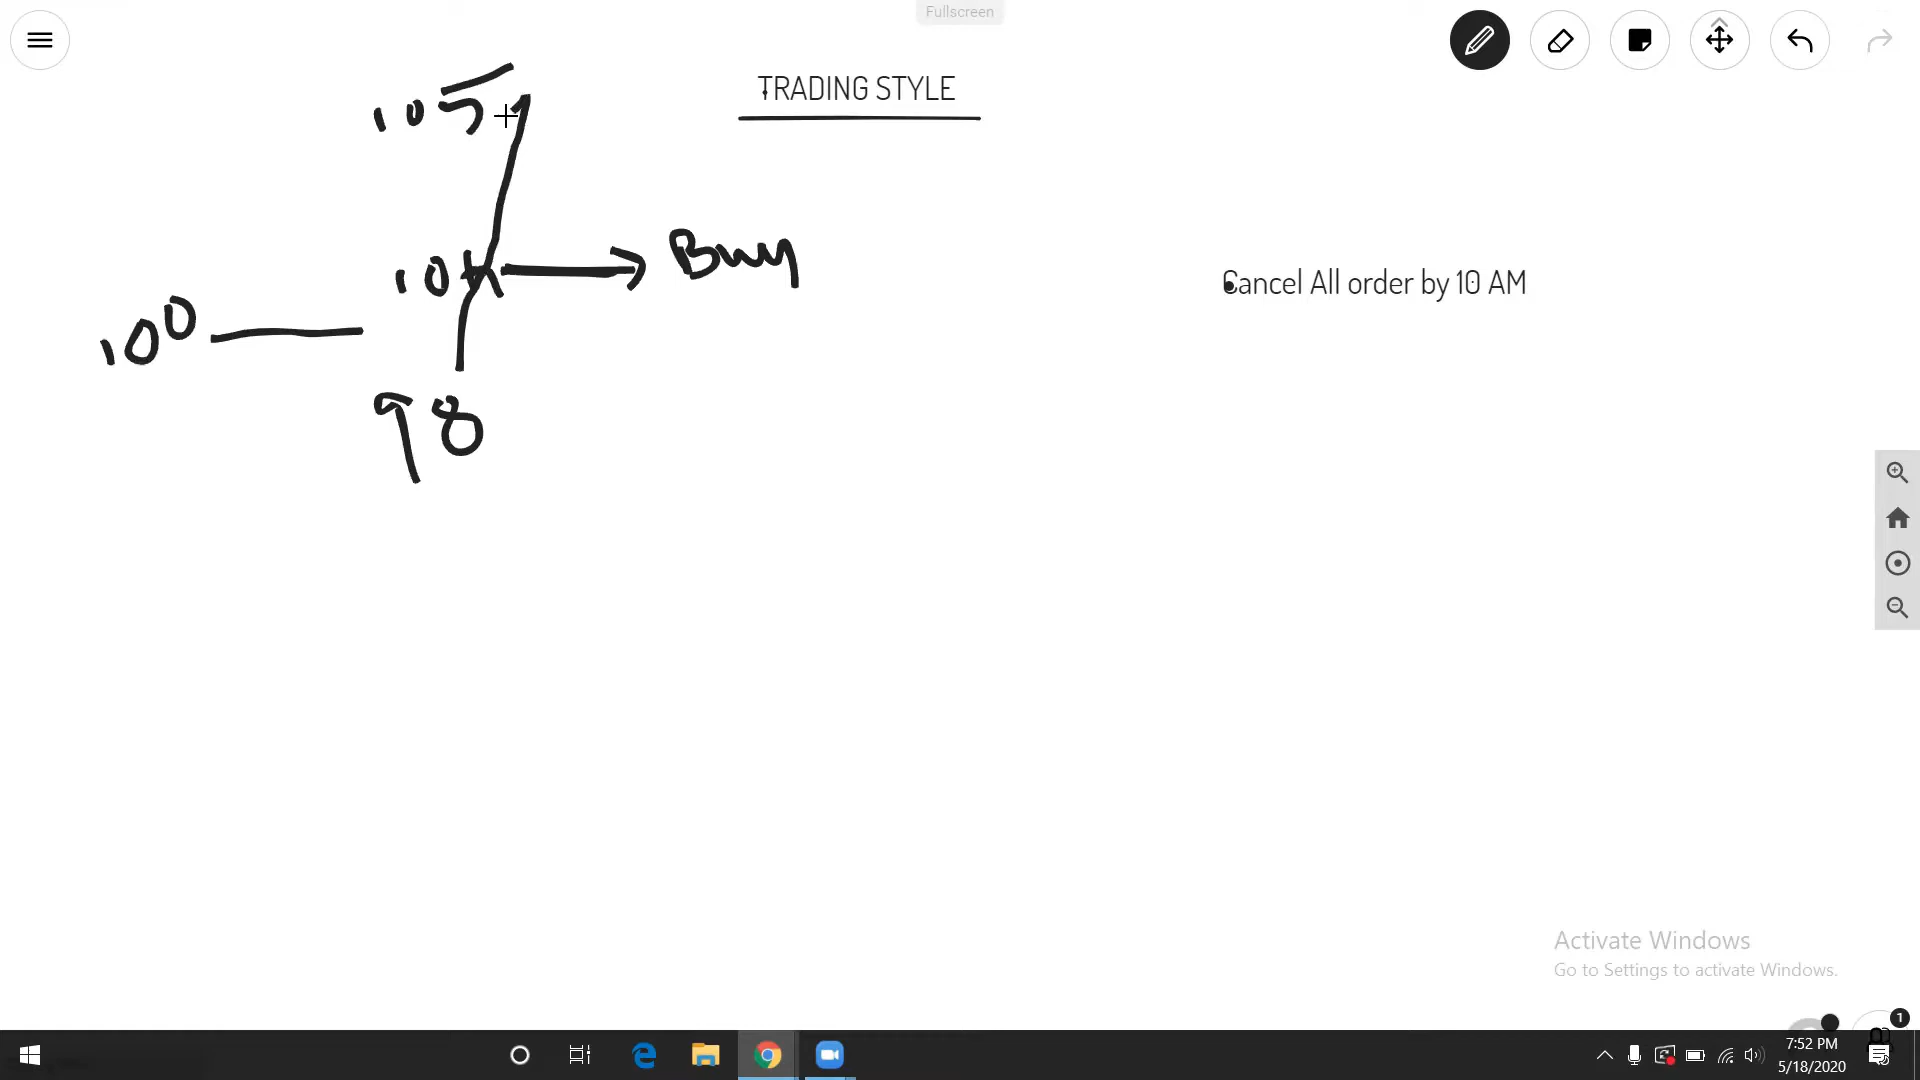 Fullscreen
TRADING STYLE
105
104
Buy
Cancel All order by 10 AM
100
98
Activate Windows
Go to Settings to activate Windows.
1
7:52 PM
5/18/2020